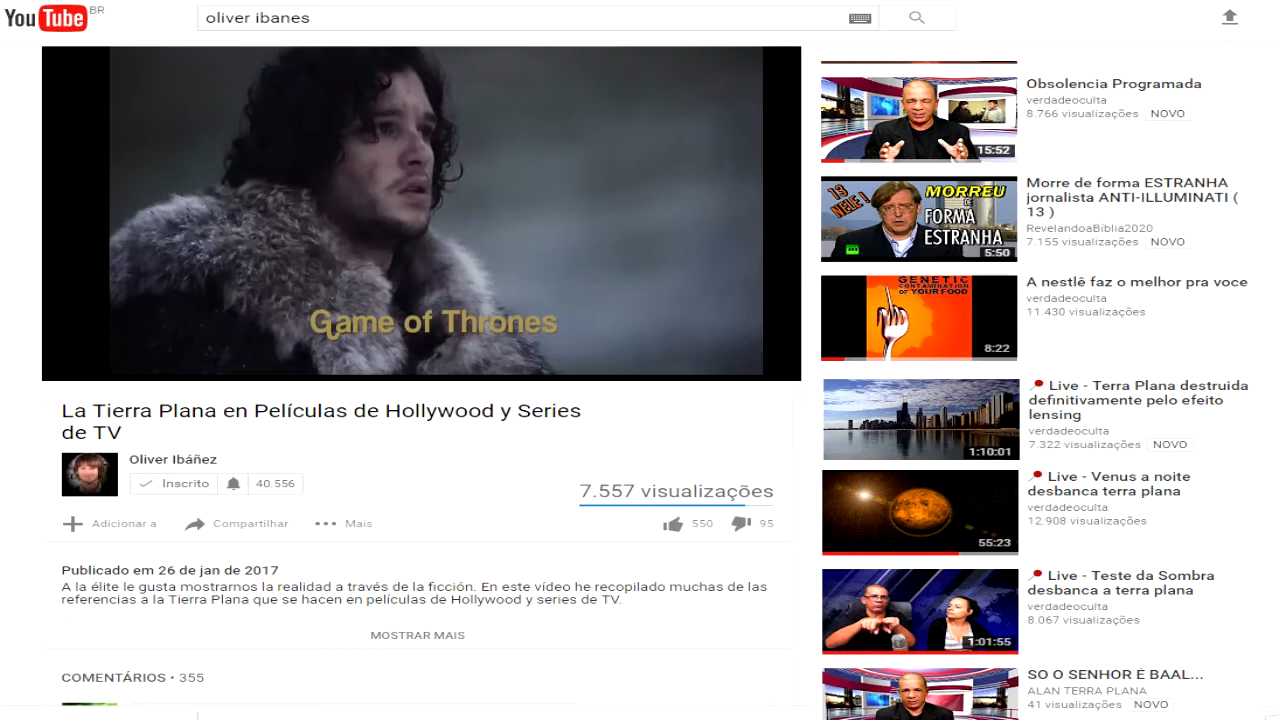 YouTube BR
oliver ibanes
Game of Thrones
La Tierra Plana en Películas de Hollywood y Series
de TV
Oliver Ibáñez
Inscrito 40.556
7.557 visualizações
Adicionar a Compartilhar Mais 550 95
Publicado em 26 de jan de 2017
A la élite le gusta mostrarnos la realidad a través de la ficción. En este vídeo he recopilado muchas de las
referencias a la Tierra Plana que se hacen en películas de Hollywood y series de TV.
MOSTRAR MAIS
COMENTÁRIOS • 355
15:52
Obsolencia Programada
verdadeoculta
8.766 visualizações NOVO
13
NELE !
MORREU
DE
FORMA
ESTRANHA
5:50
Morre de forma ESTRANHA
jornalista ANTI-ILLUMINATI (
13 )
RevelandoaBíblia2020
7.155 visualizações NOVO
GENETIC
CONTAMINATION
OF YOUR FOOD
8:22
A nestlê faz o melhor pra voce
verdadeoculta
11.430 visualizações
1:10:01
Live - Terra Plana destruida
definitivamente pelo efeito
lensing
verdadeoculta
7.322 visualizações NOVO
55:23
Live - Venus a noite
desbanca terra plana
verdadeoculta
12.908 visualizações
1:01:55
Live - Teste da Sombra
desbanca a terra plana
verdadeoculta
8.067 visualizações
SO O SENHOR É BAAL...
ALAN TERRA PLANA
41 visualizações NOVO